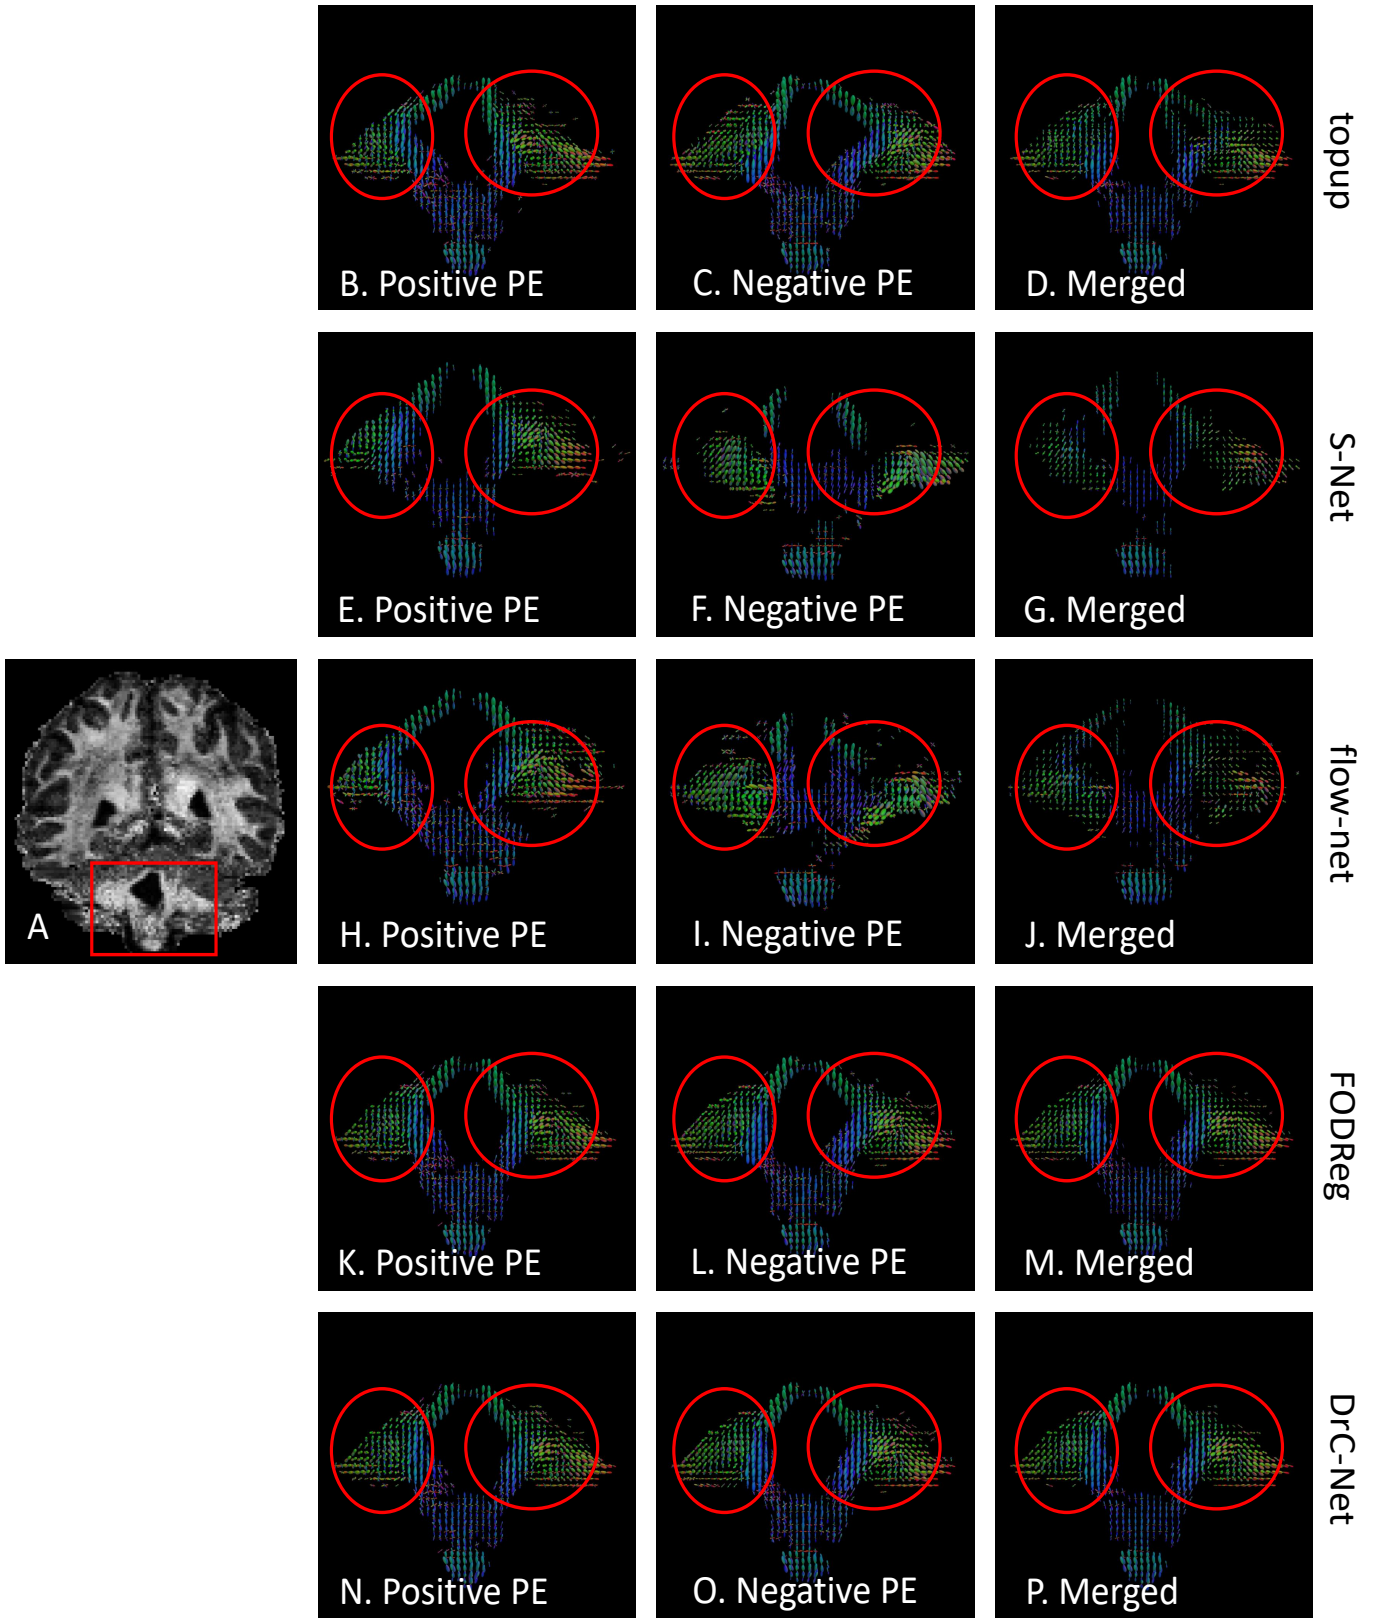 B. Positive PE
C. Negative PE
D. Merged
topup
E. Positive PE
F. Negative PE
G. Merged
S-Net
A
H. Positive PE
I. Negative PE
J. Merged
flow-net
K. Positive PE
L. Negative PE
M. Merged
FODReg
N. Positive PE
O. Negative PE
P. Merged
DrC-Net